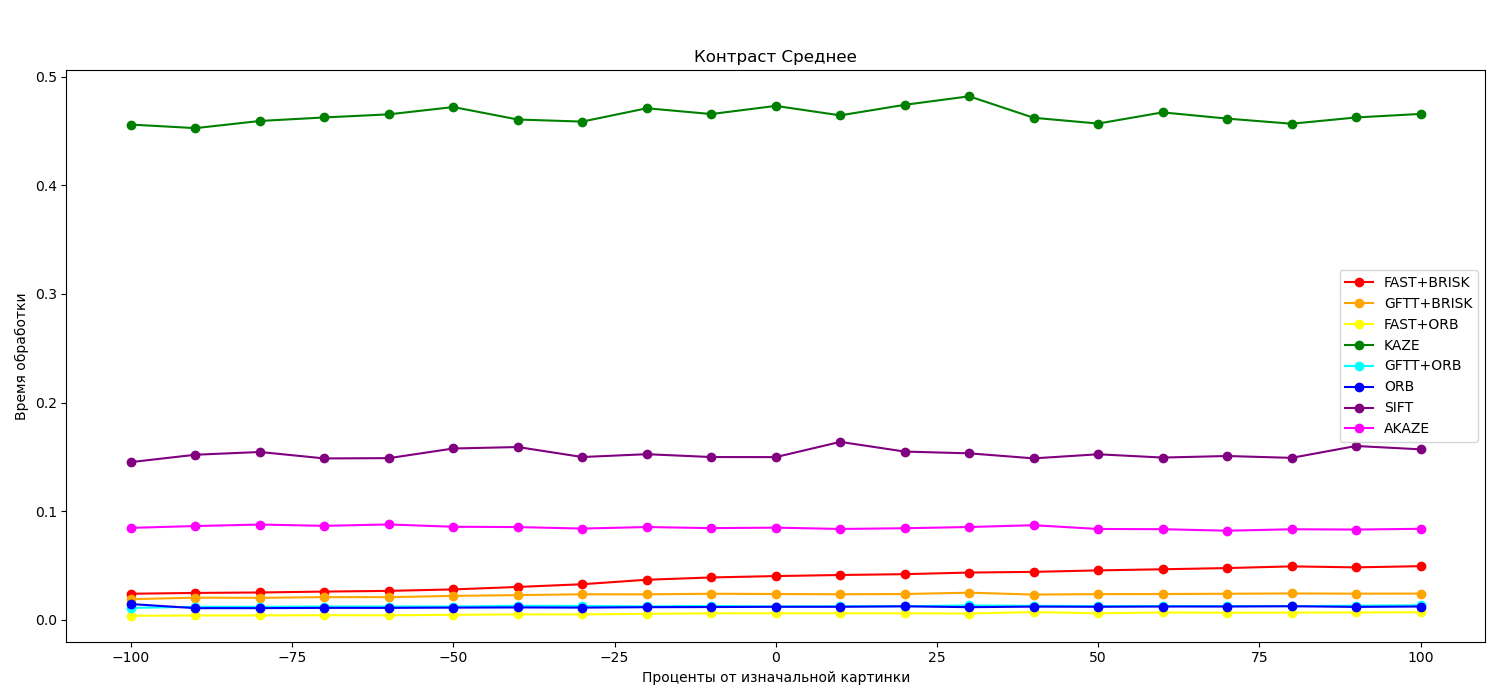 Контраст Среднее
Время обработки
0.5
0.4
0.3
0.2
0.1
0.0
−100
−75
−50
−25
0
25
50
75
100
Проценты от изначальной картинки
FAST+BRISK
GFTT+BRISK
FAST+ORB
KAZE
GFTT+ORB
ORB
SIFT
AKAZE